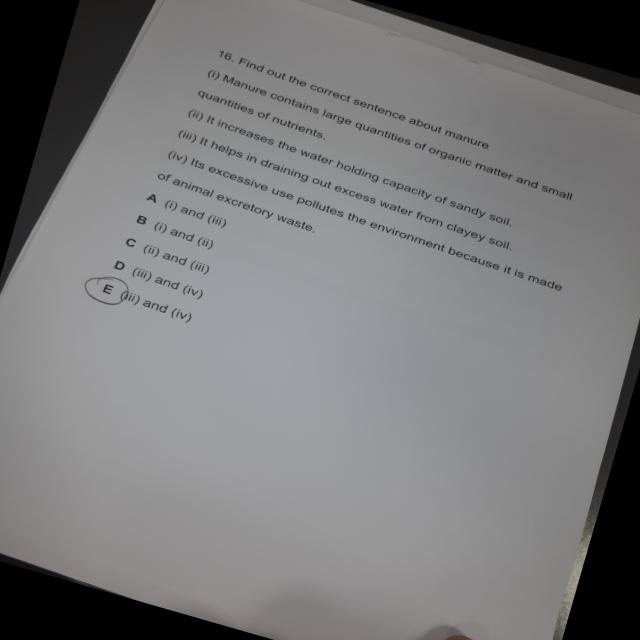 16. Find out the correct sentence about manure
(i) Manure contains large quantities of organic matter and small
quantities of nutrients.
(ii) It increases the water holding capacity of sandy soil.
(iii) It helps in draining out excess water from clayey soil.
(iv) Its excessive use pollutes the environment because it is made
of animal excretory waste.
A (i) and (iii)
B (i) and (ii)
C (ii) and (iii)
D (iii) and (iv)
E (iii) and (iv)